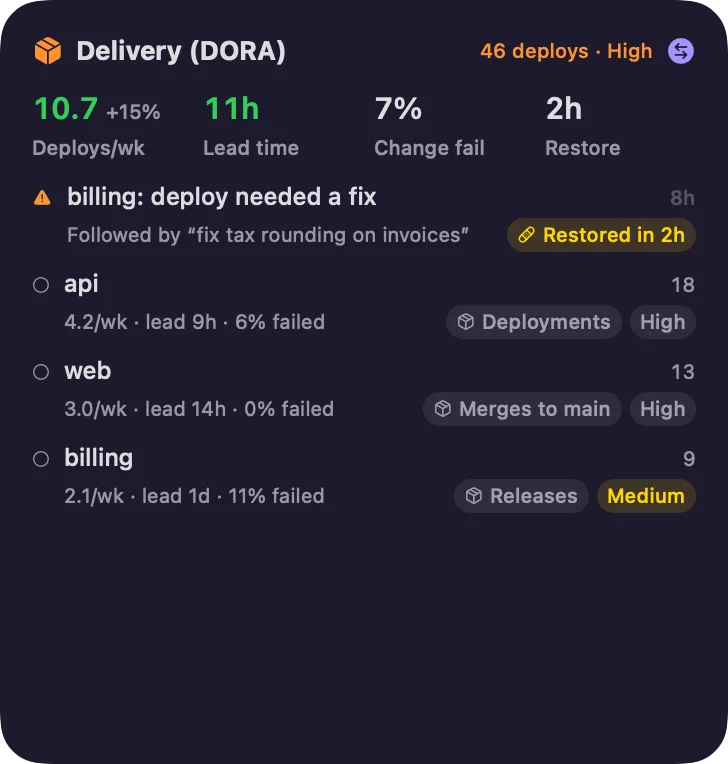 Delivery (DORA) 46 deploys · High
10.7 +15% 11h 7% 2h
Deploys/wk Lead time Change fail Restore
billing: deploy needed a fix 8h
Followed by “fix tax rounding on invoices” Restored in 2h
api 18
4.2/wk · lead 9h · 6% failed Deployments High
web 13
3.0/wk · lead 14h · 0% failed Merges to main High
billing 9
2.1/wk · lead 1d · 11% failed Releases Medium